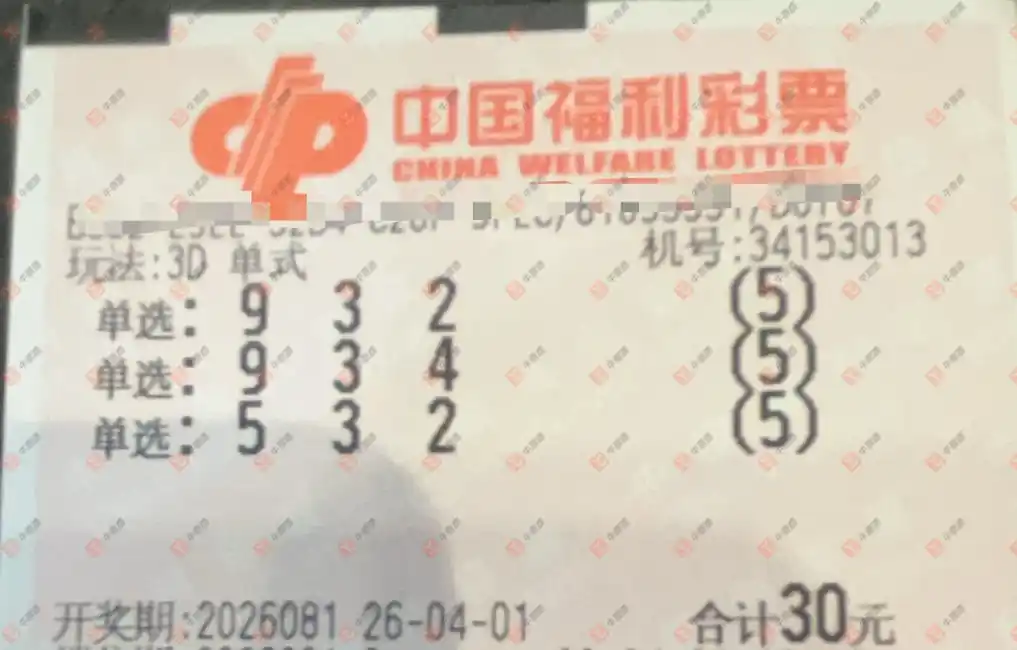 中国福利彩票
CHINA WELFARE LOTTERY
玩法:3D 单式 机号:34153013
单选: 9 3 2 (5)
单选: 9 3 4 (5)
单选: 5 3 2 (5)
开奖期:2026081 26-04-01 合计30元